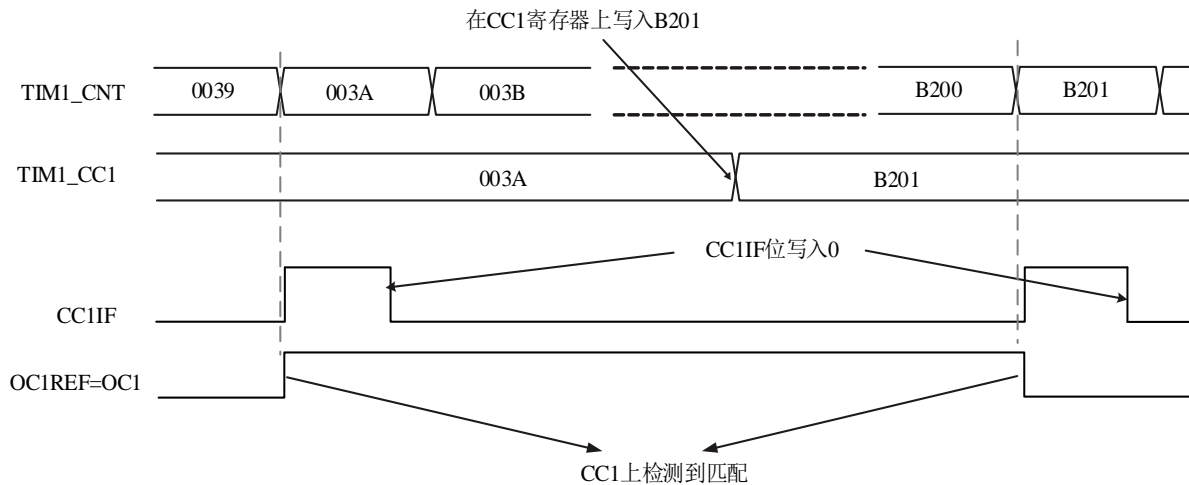 在CC1寄存器上写入B201
TIM1_CNT 0039 003A 003B B200 B201
TIM1_CC1 003A B201
CC1IF位写入0
CC1IF
OC1REF=OC1
CC1上检测到匹配